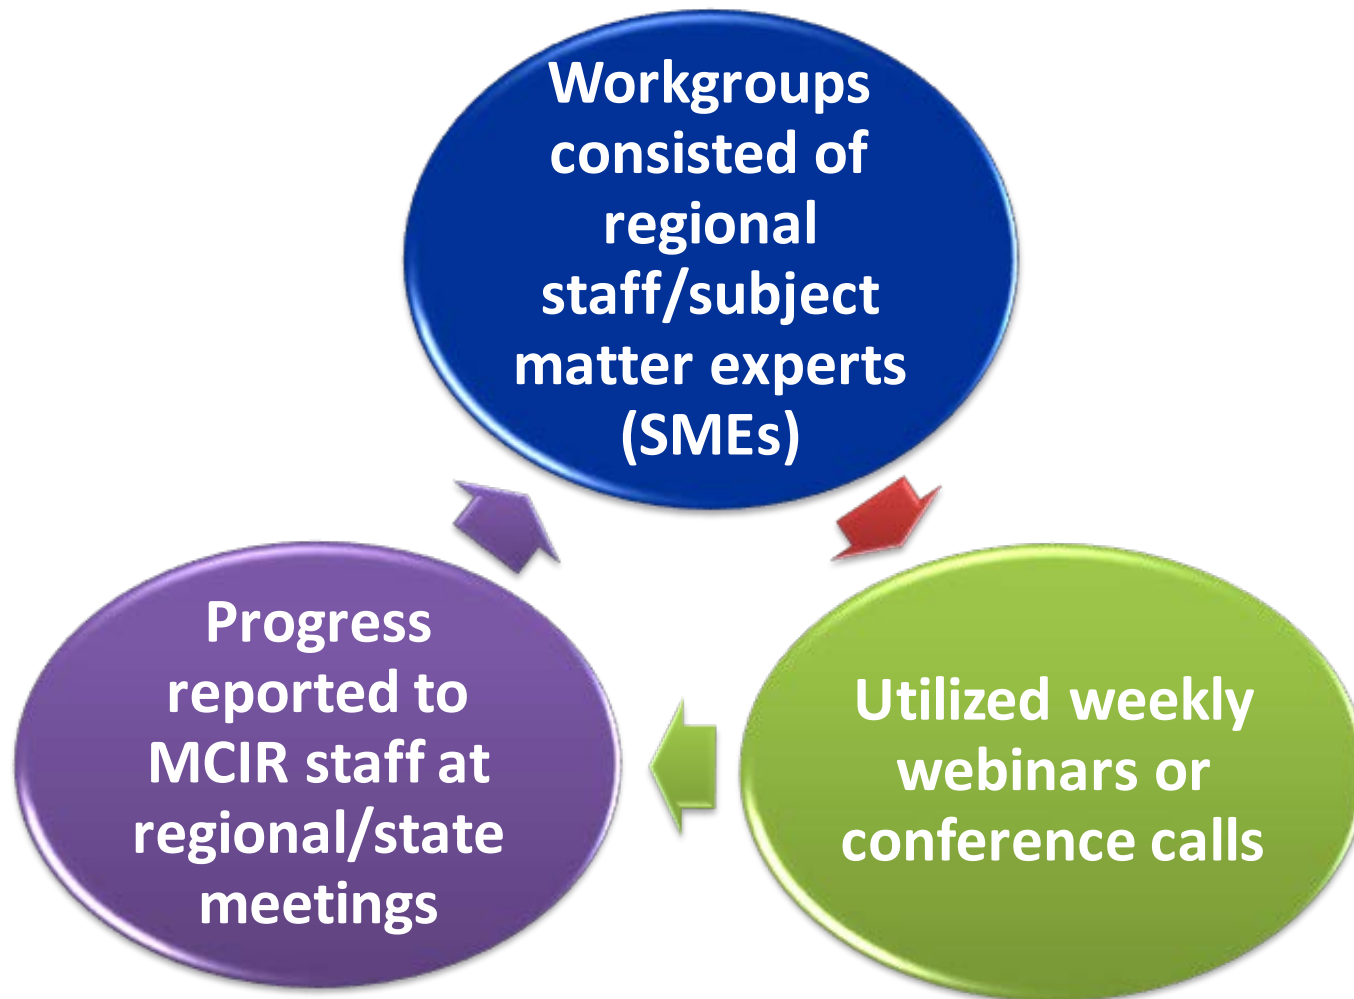 Workgroups
consisted of
regional
staff/subject
matter experts
(SMEs)
Progress
reported to
MCIR staff at
regional/state
meetings
Utilized weekly
webinars or
conference calls